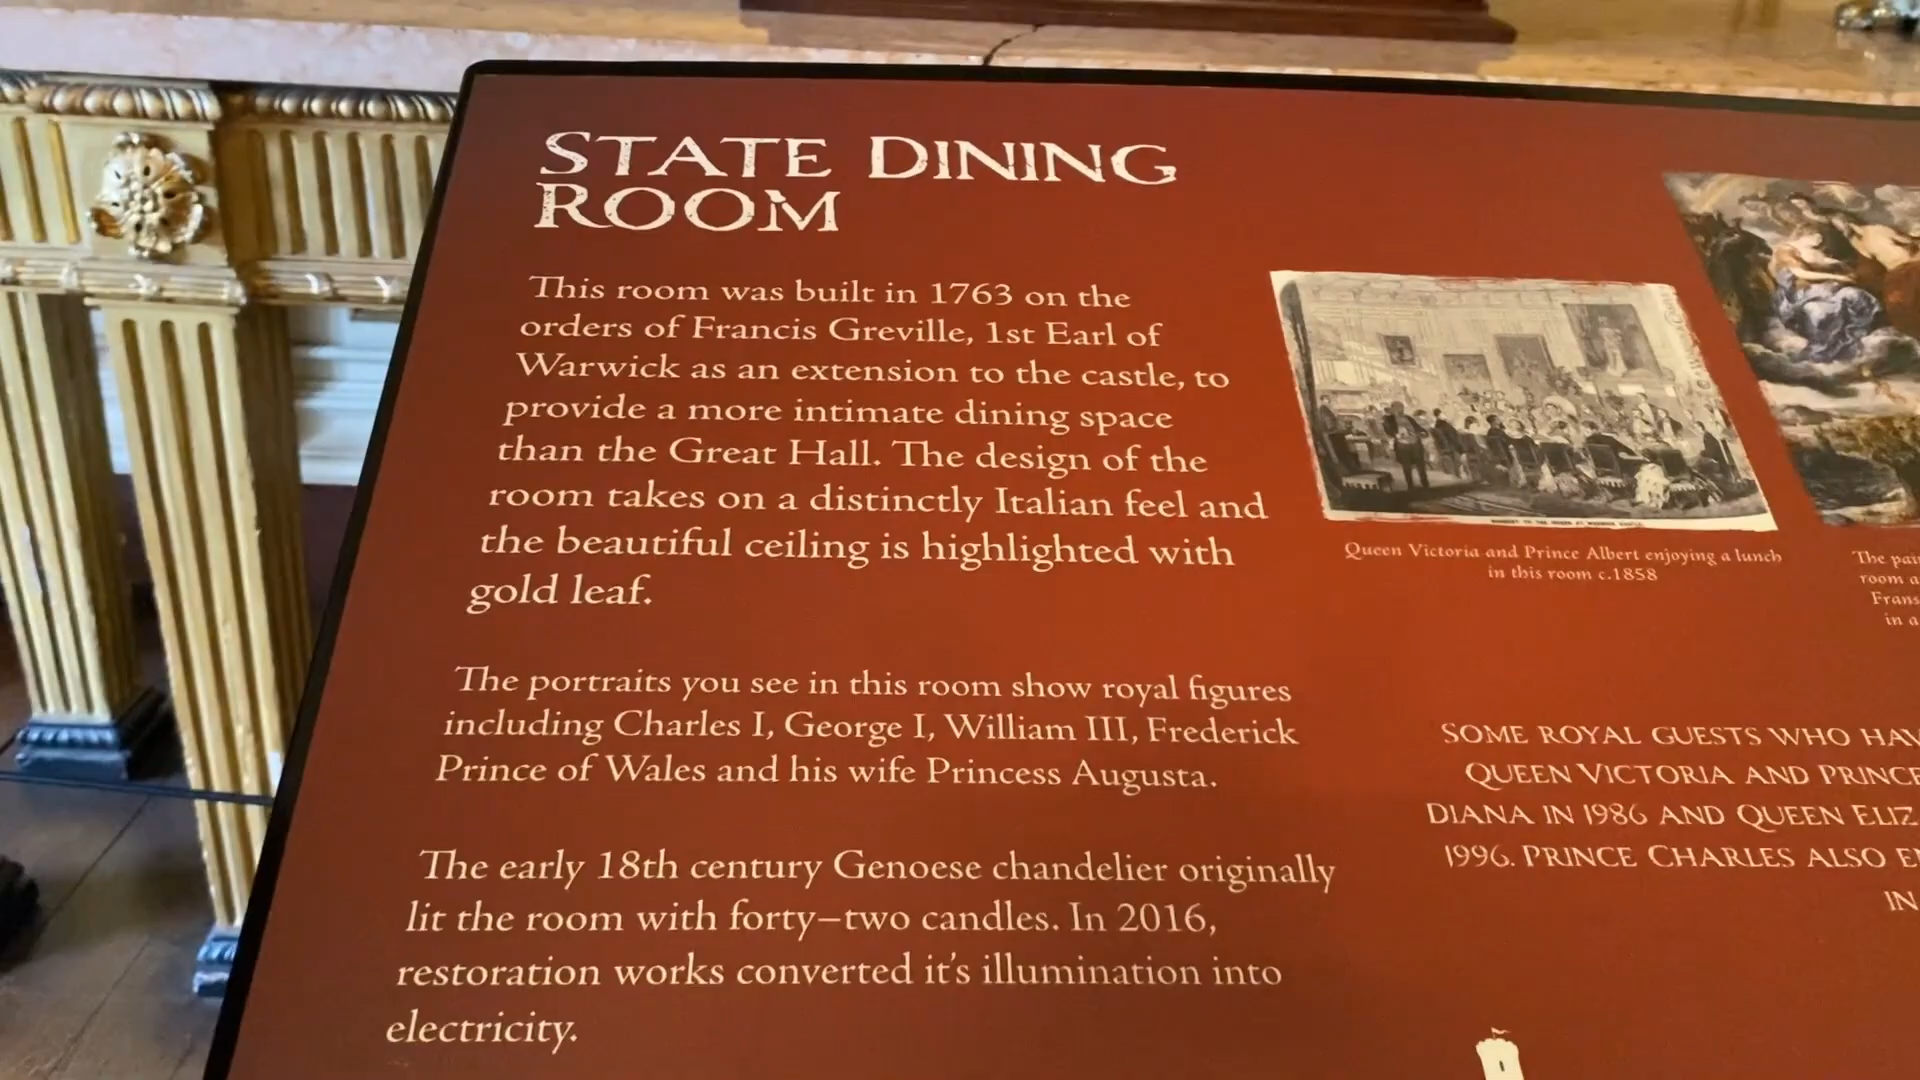 STATE DINING
ROOM
This room was built in 1763 on the
orders of Francis Greville, 1st Earl of
Warwick as an extension to the castle, to
provide a more intimate dining space
than the Great Hall. The design of the
room takes on a distinctly Italian feel and
the beautiful ceiling is highlighted with
gold leaf.
The portraits you see in this room show royal figures
including Charles I, George I, William III, Frederick
Prince of Wales and his wife Princess Augusta.
The early 18th century Genoese chandelier originally
lit the room with forty-two candles. In 2016,
restoration works converted it's illumination into
electricity.
Queen Victoria and Prince Albert enjoying a lunch
in this room c.1858
The
room
in a
SOME ROYAL GUESTS WHO
QUEEN VICTORIA AND
DIANA IN 1986 AND QUEEN
1996. PRINCE CHARLES ALSO
IN